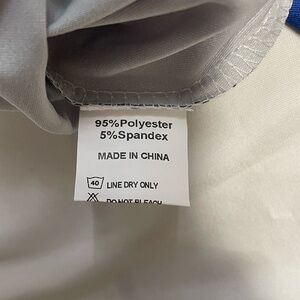 95%Polyester
5%Spandex
MADE IN CHINA
40 LINE DRY ONLY
DO NOT BLEACH